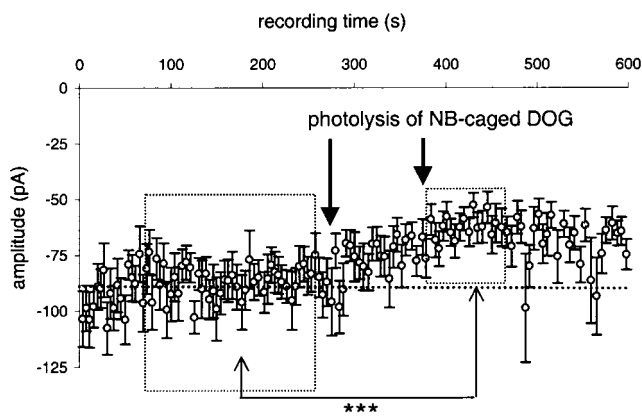 recording time (s)
0 100 200 300 400 500 600
0
-25
-50
-75
-100
-125
amplitude (pA)
photolysis of NB-caged DOG
***